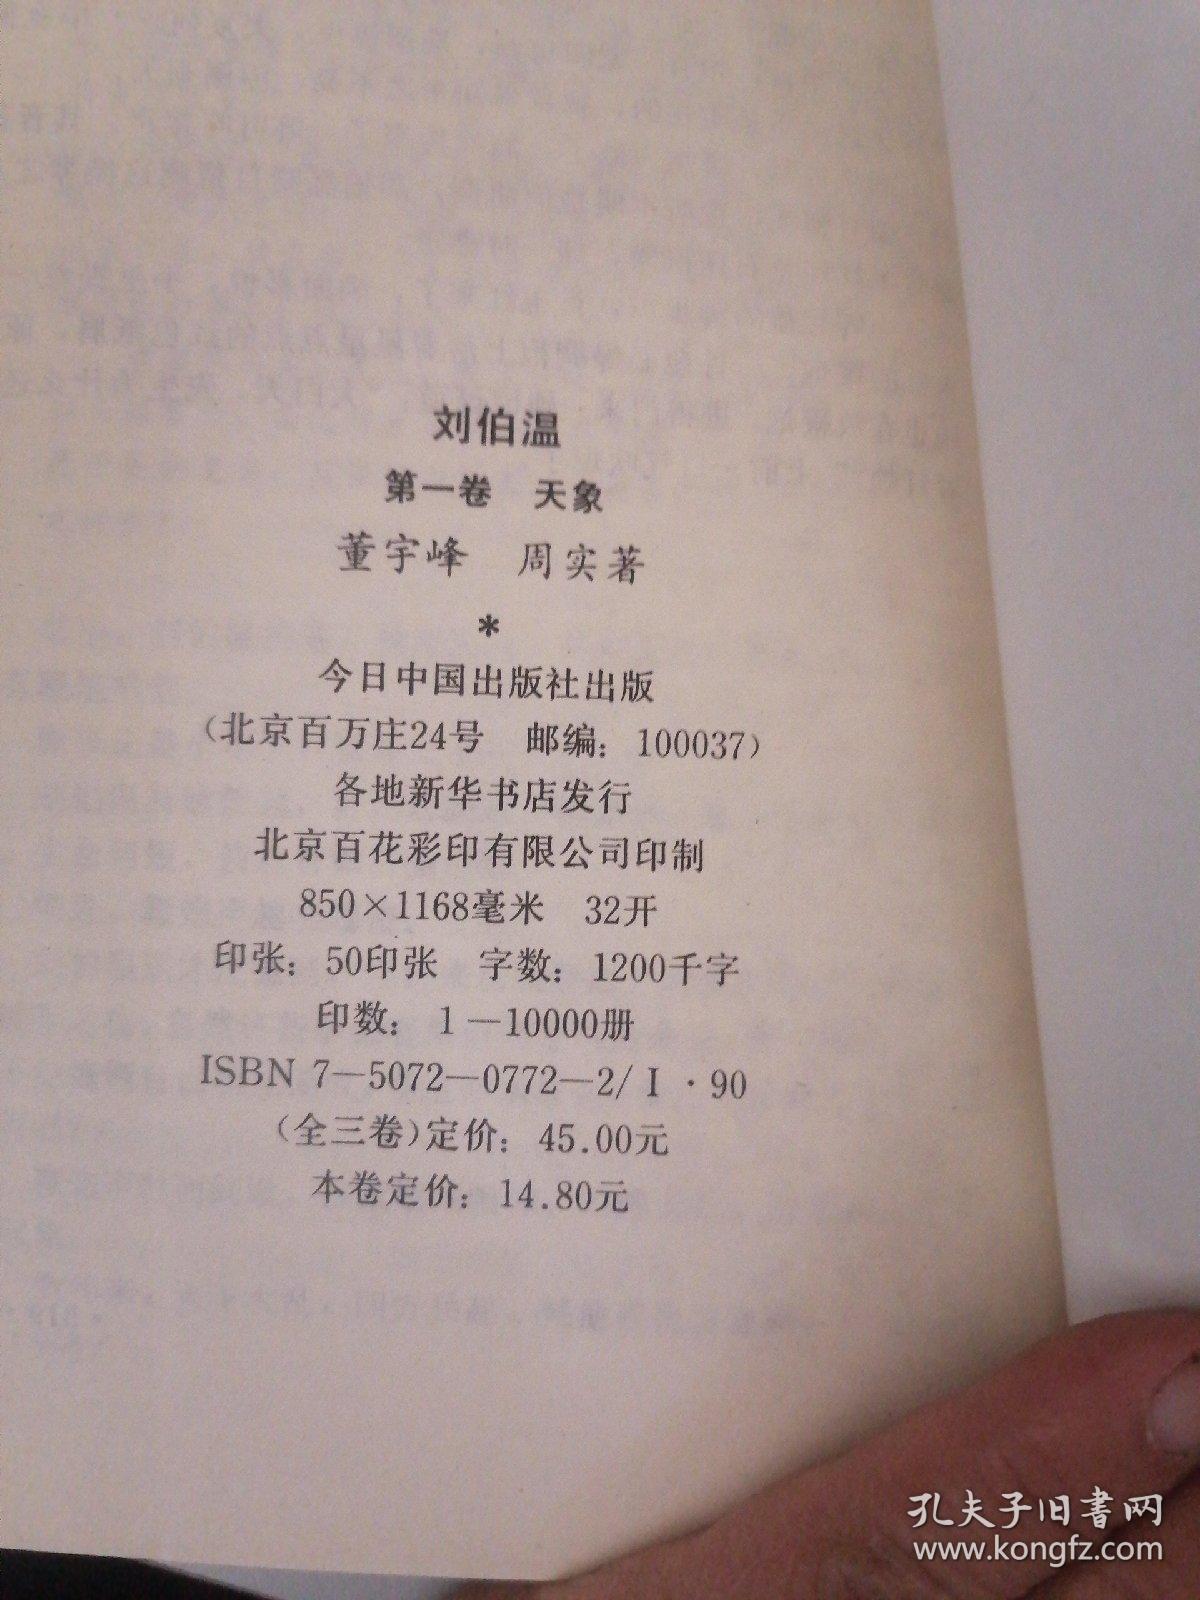 刘伯温
第一卷　天象
董宇峰　周实著
*
今日中国出版社出版
（北京百万庄24号　邮编：100037）
各地新华书店发行
北京百花彩印有限公司印制
850×1168毫米　32开
印张：50印张　字数：1200千字
印数：1—10000册
ISBN 7—5072—0772—2/I·90
（全三卷）定价：45.00元
本卷定价：14.80元
孔夫子旧书网
www.kongfz.com